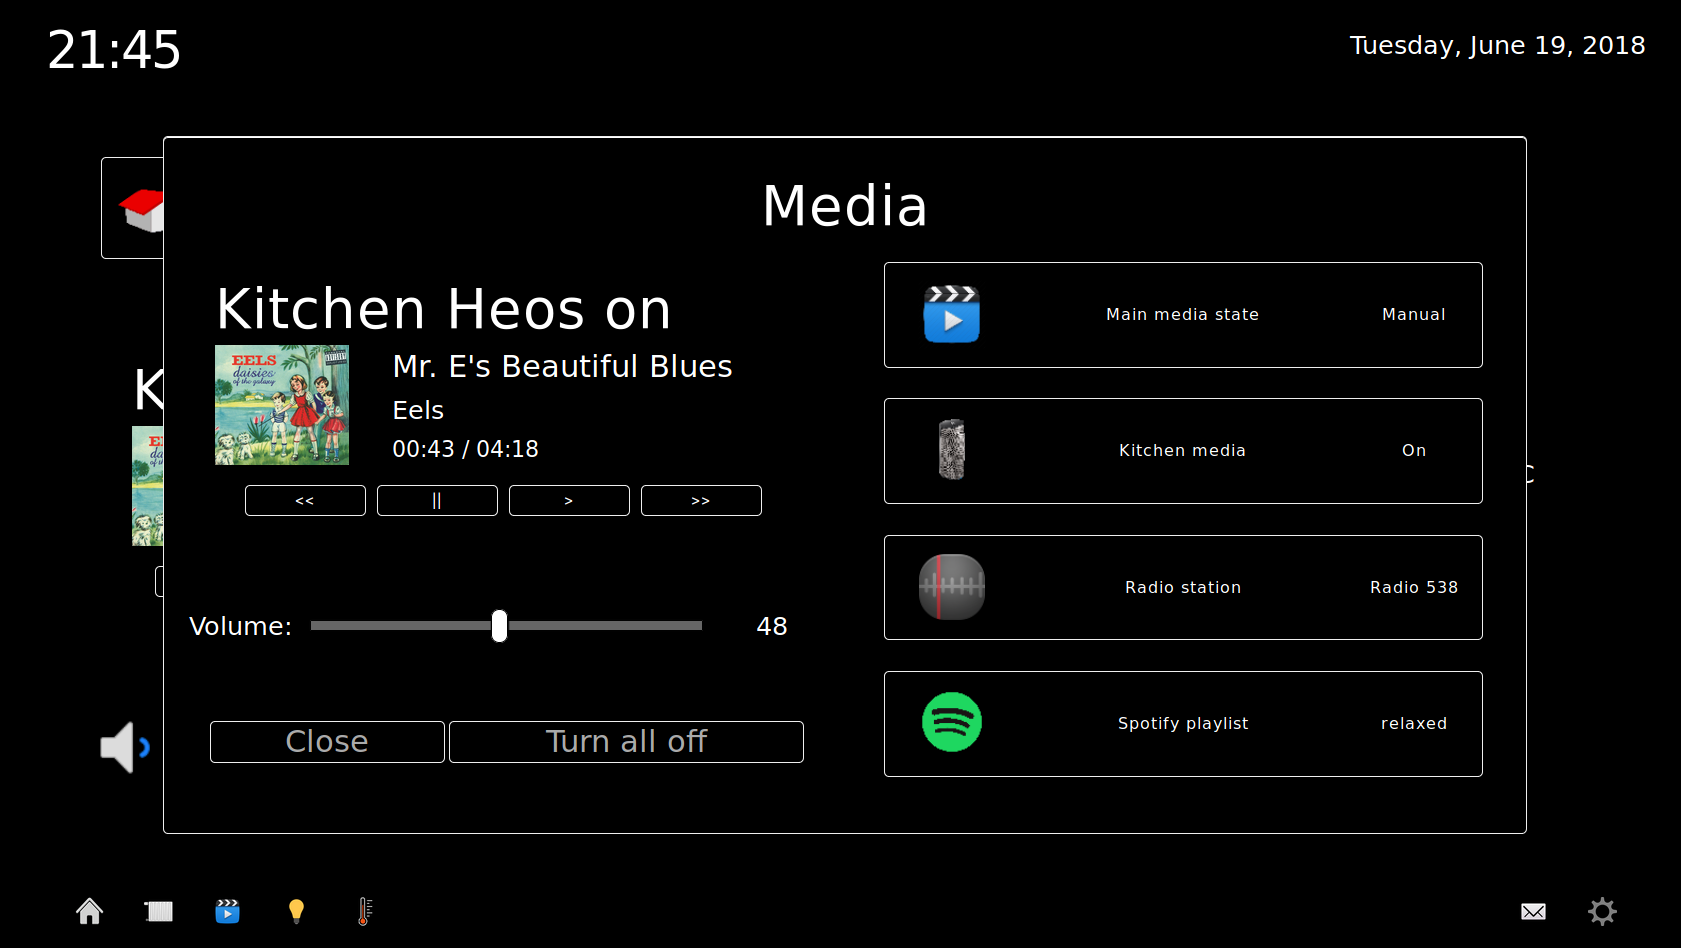 21:45
Tuesday, June 19, 2018
Media
Kitchen Heos on
EELS
daisies
of the galaxy
Mr. E's Beautiful Blues
Eels
00:43 / 04:18
<<
||
>
>>
Volume:
48
Close
Turn all off
Main media state
Manual
Kitchen media
On
Radio station
Radio 538
Spotify playlist
relaxed
K